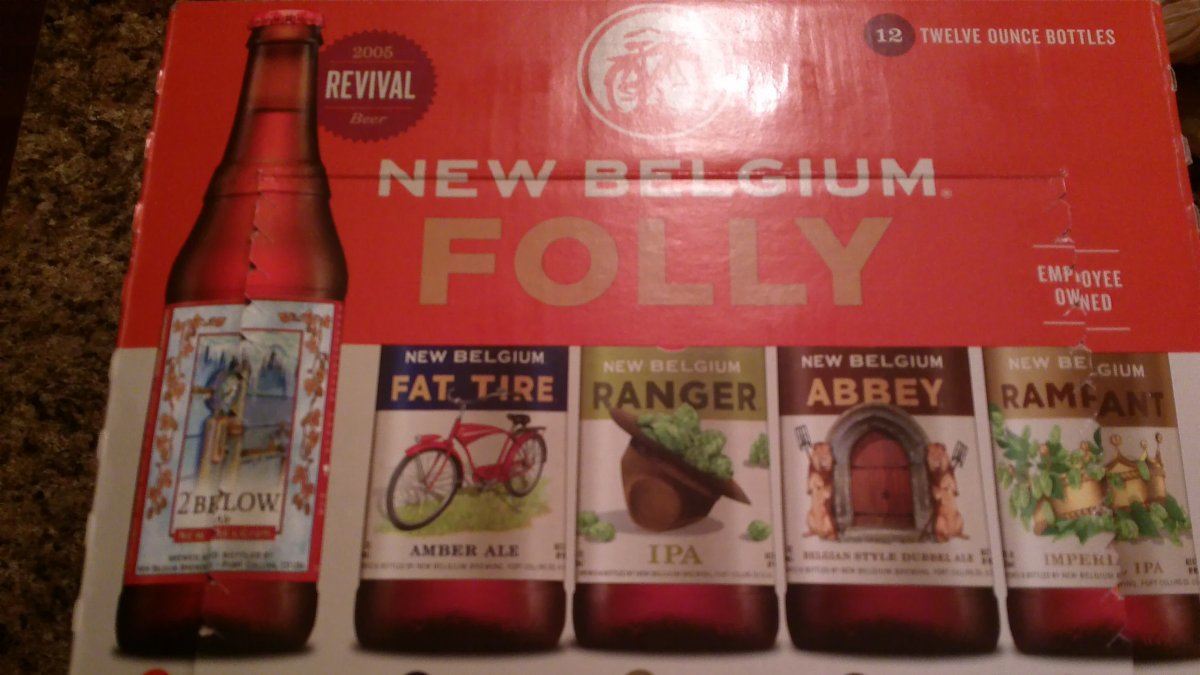 2005
REVIVAL
Beer
12 TWELVE OUNCE BOTTLES
NEW BELGIUM
FOLLY
EMPLOYEE
OWNED
2 BELOW
NEW BELGIUM
FAT TIRE
AMBER ALE
NEW BELGIUM
RANGER
IPA
NEW BELGIUM
ABBEY
BELGIAN STYLE DUBBEL ALE
NEW BELGIUM
RAMPANT
IMPERIAL IPA